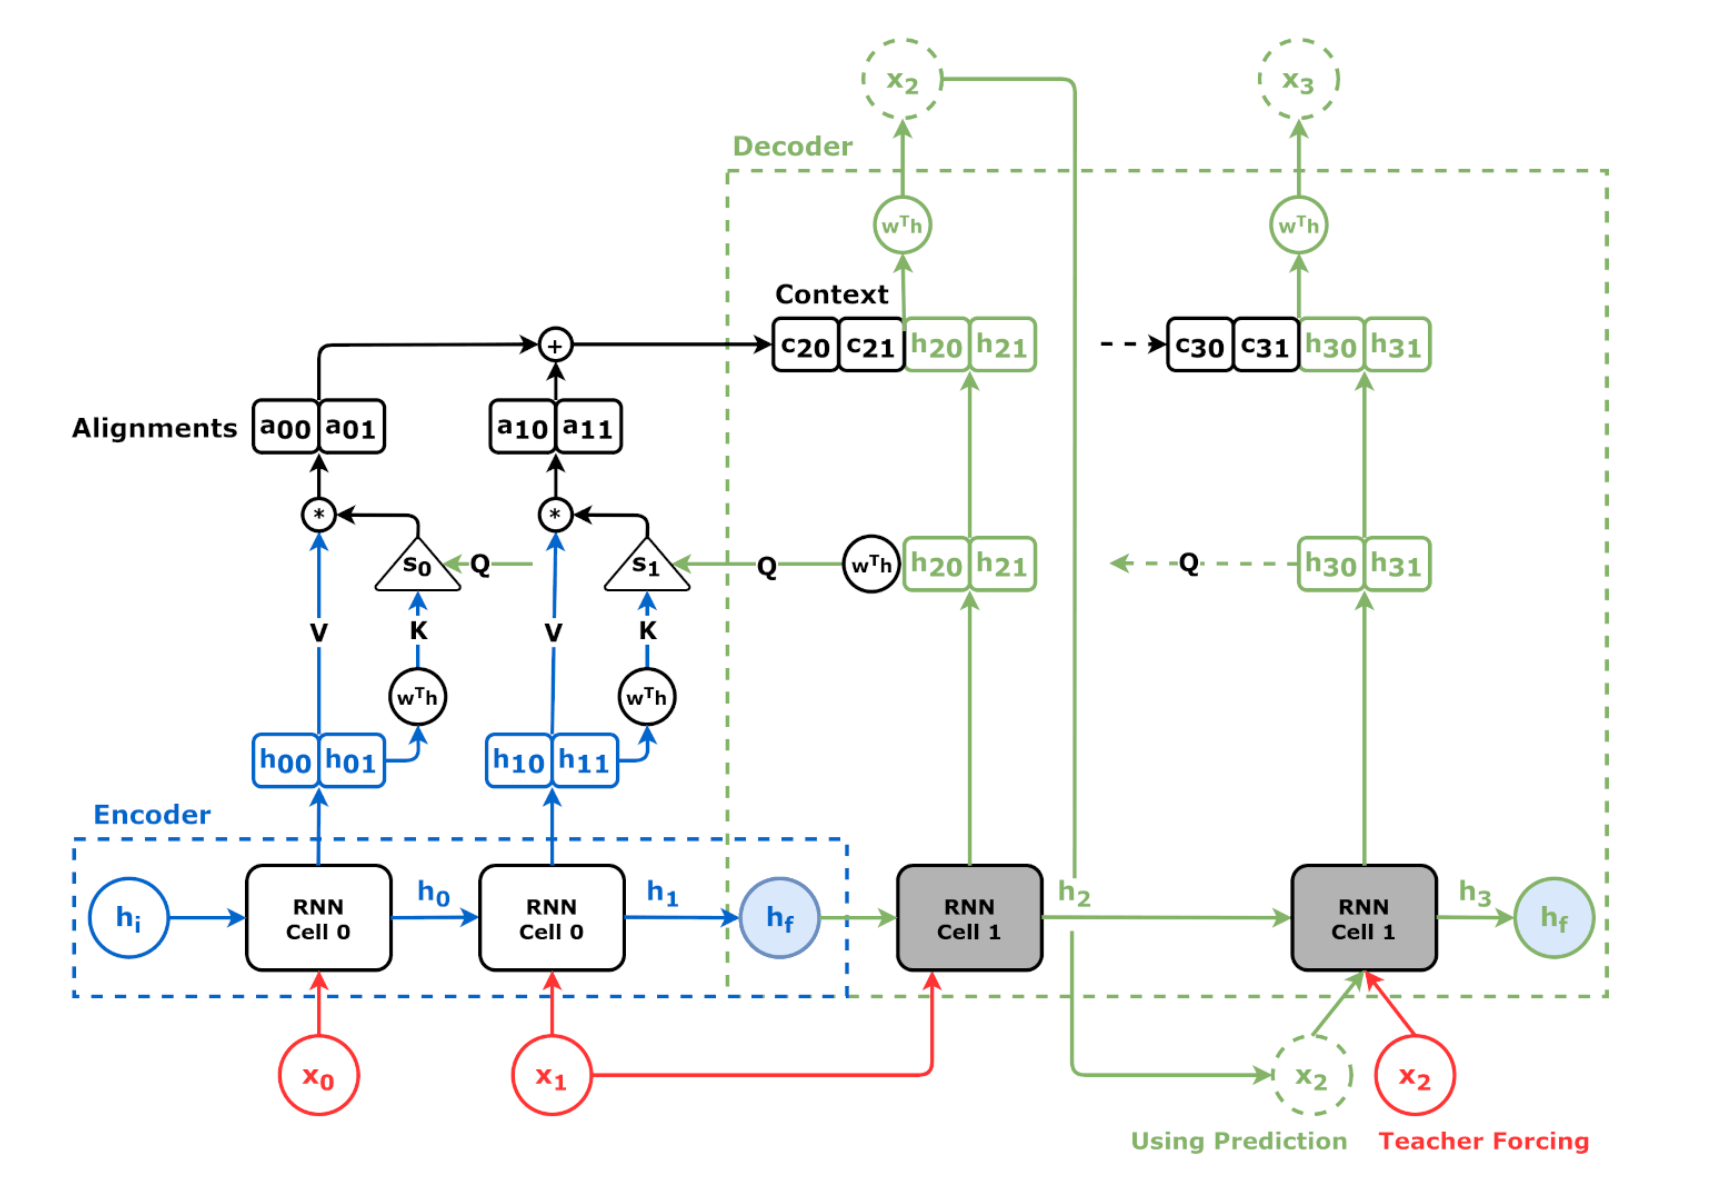 x2
x3
Decoder
wTh
wTh
Context
c20 c21 h20 h21
c30 c31 h30 h31
+
Alignments
a00 a01
a10 a11
*
*
s0
Q
s1
Q
wTh
h20 h21
Q
h30 h31
V
K
V
K
wTh
wTh
h00 h01
h10 h11
Encoder
hi
RNN
Cell 0
h0
RNN
Cell 0
h1
hf
RNN
Cell 1
h2
RNN
Cell 1
h3
hf
x0
x1
x2
x2
Using Prediction
Teacher Forcing